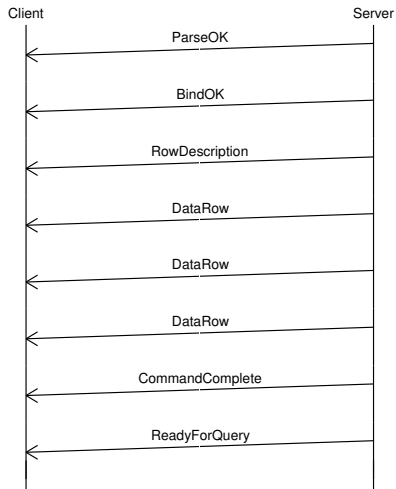 Client Server
ParseOK
BindOK
RowDescription
DataRow
DataRow
DataRow
CommandComplete
ReadyForQuery